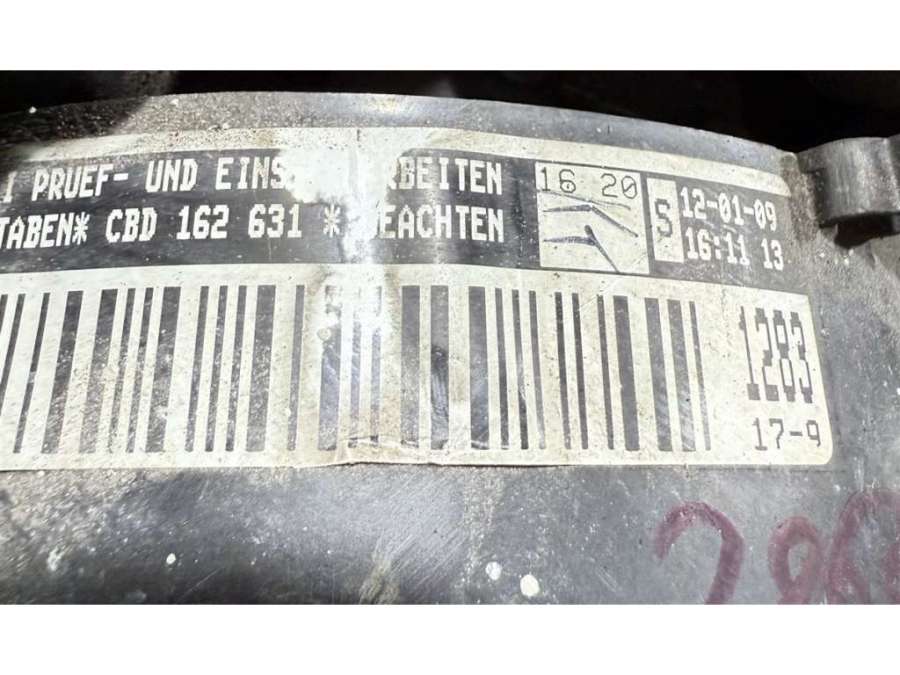 PRUEF- UND EINS
BEITEN
TABEN* CBD 162 631 * EACHTEN
16 20
S
12-01-09
16:11 13
1283
17-9